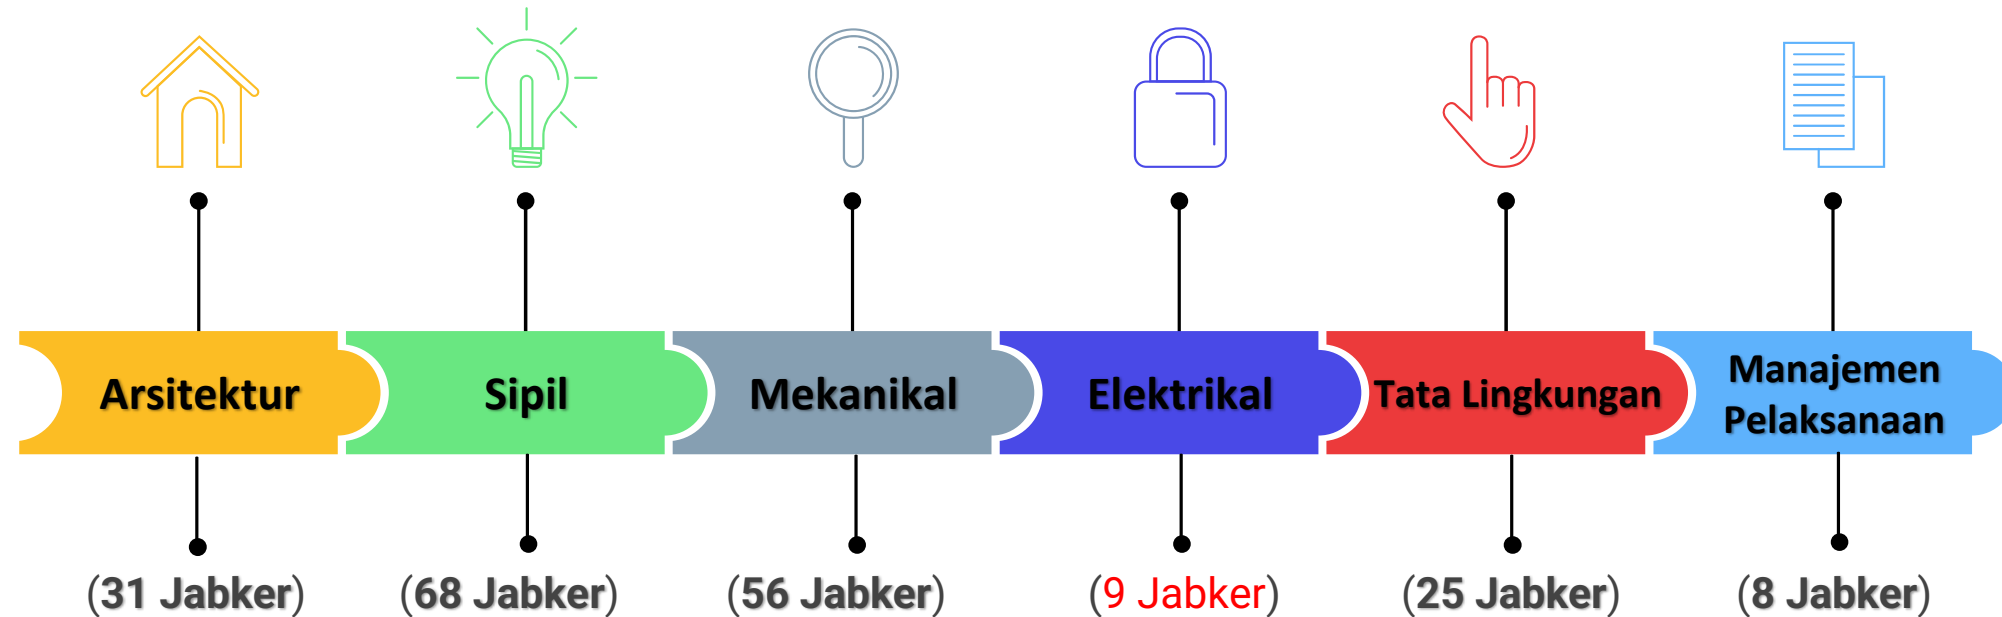 Arsitektur
Sipil
Mekanikal
Elektrikal
Tata Lingkungan
Manajemen
Pelaksanaan
(31 Jabker)
(68 Jabker)
(56 Jabker)
(9 Jabker)
(25 Jabker)
(8 Jabker)